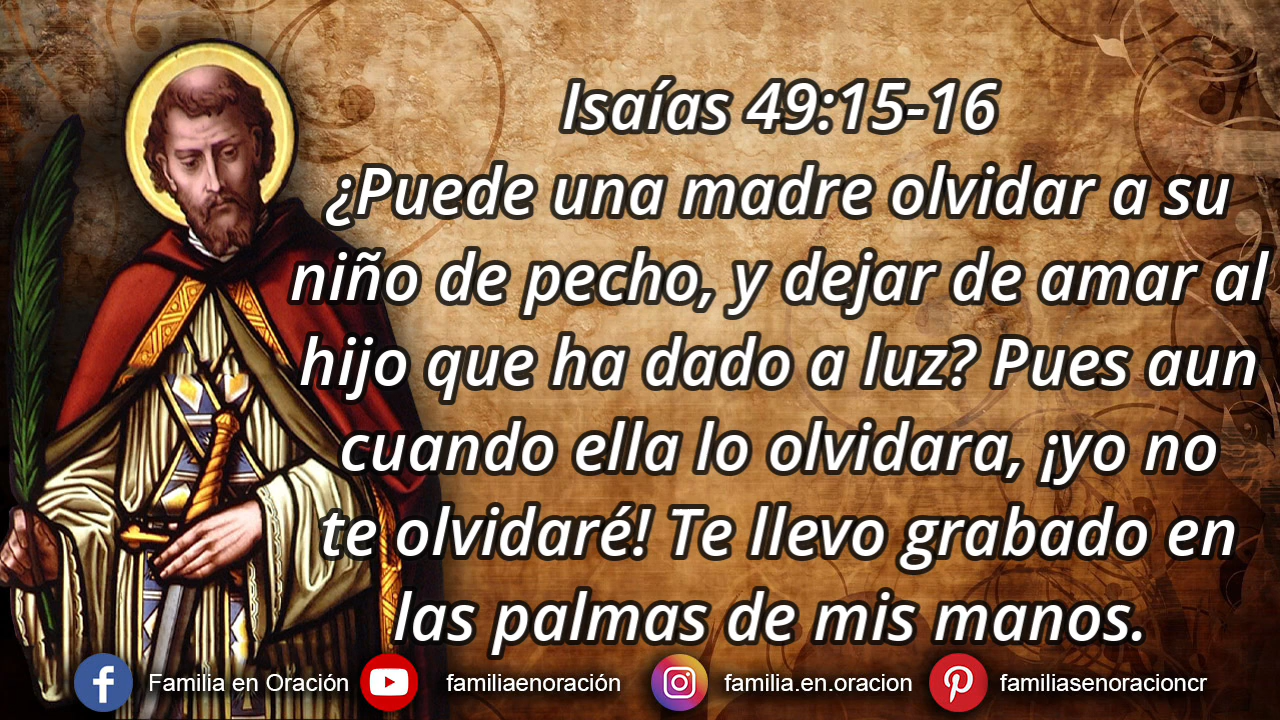 Isaías 49:15-16
¿Puede una madre olvidar a su
niño de pecho, y dejar de amar al
hijo que ha dado a luz? Pues aun
cuando ella lo olvidara, ¡yo no
te olvidaré! Te llevo grabado en
las palmas de mis manos.
Familia en Oración familiaenoración familia.en.oracion familiasenoracioncr